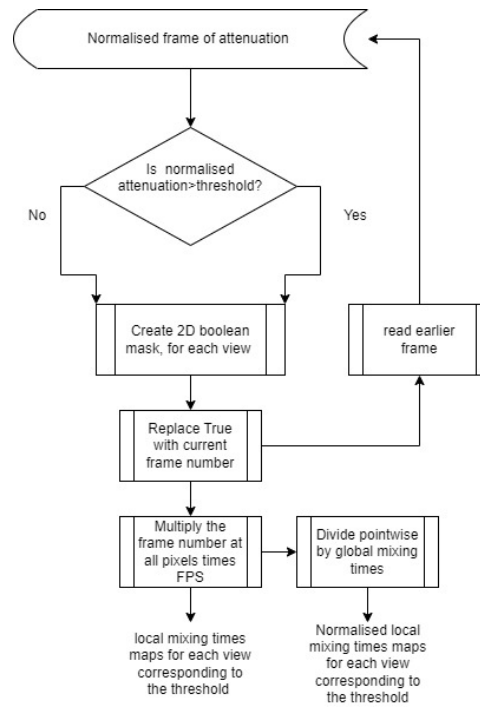 Normalised frame of attenuation
Is normalised
attenuation>threshold?
No
Yes
Create 2D boolean
mask, for each view
read earlier
frame
Replace True
with current
frame number
Multiply the
frame number at
all pixels times
FPS
Divide pointwise
by global mixing
times
local mixing times
maps for each view
corresponding to
the threshold
Normalised local
mixing times maps
for each view
corresponding to
the threshold